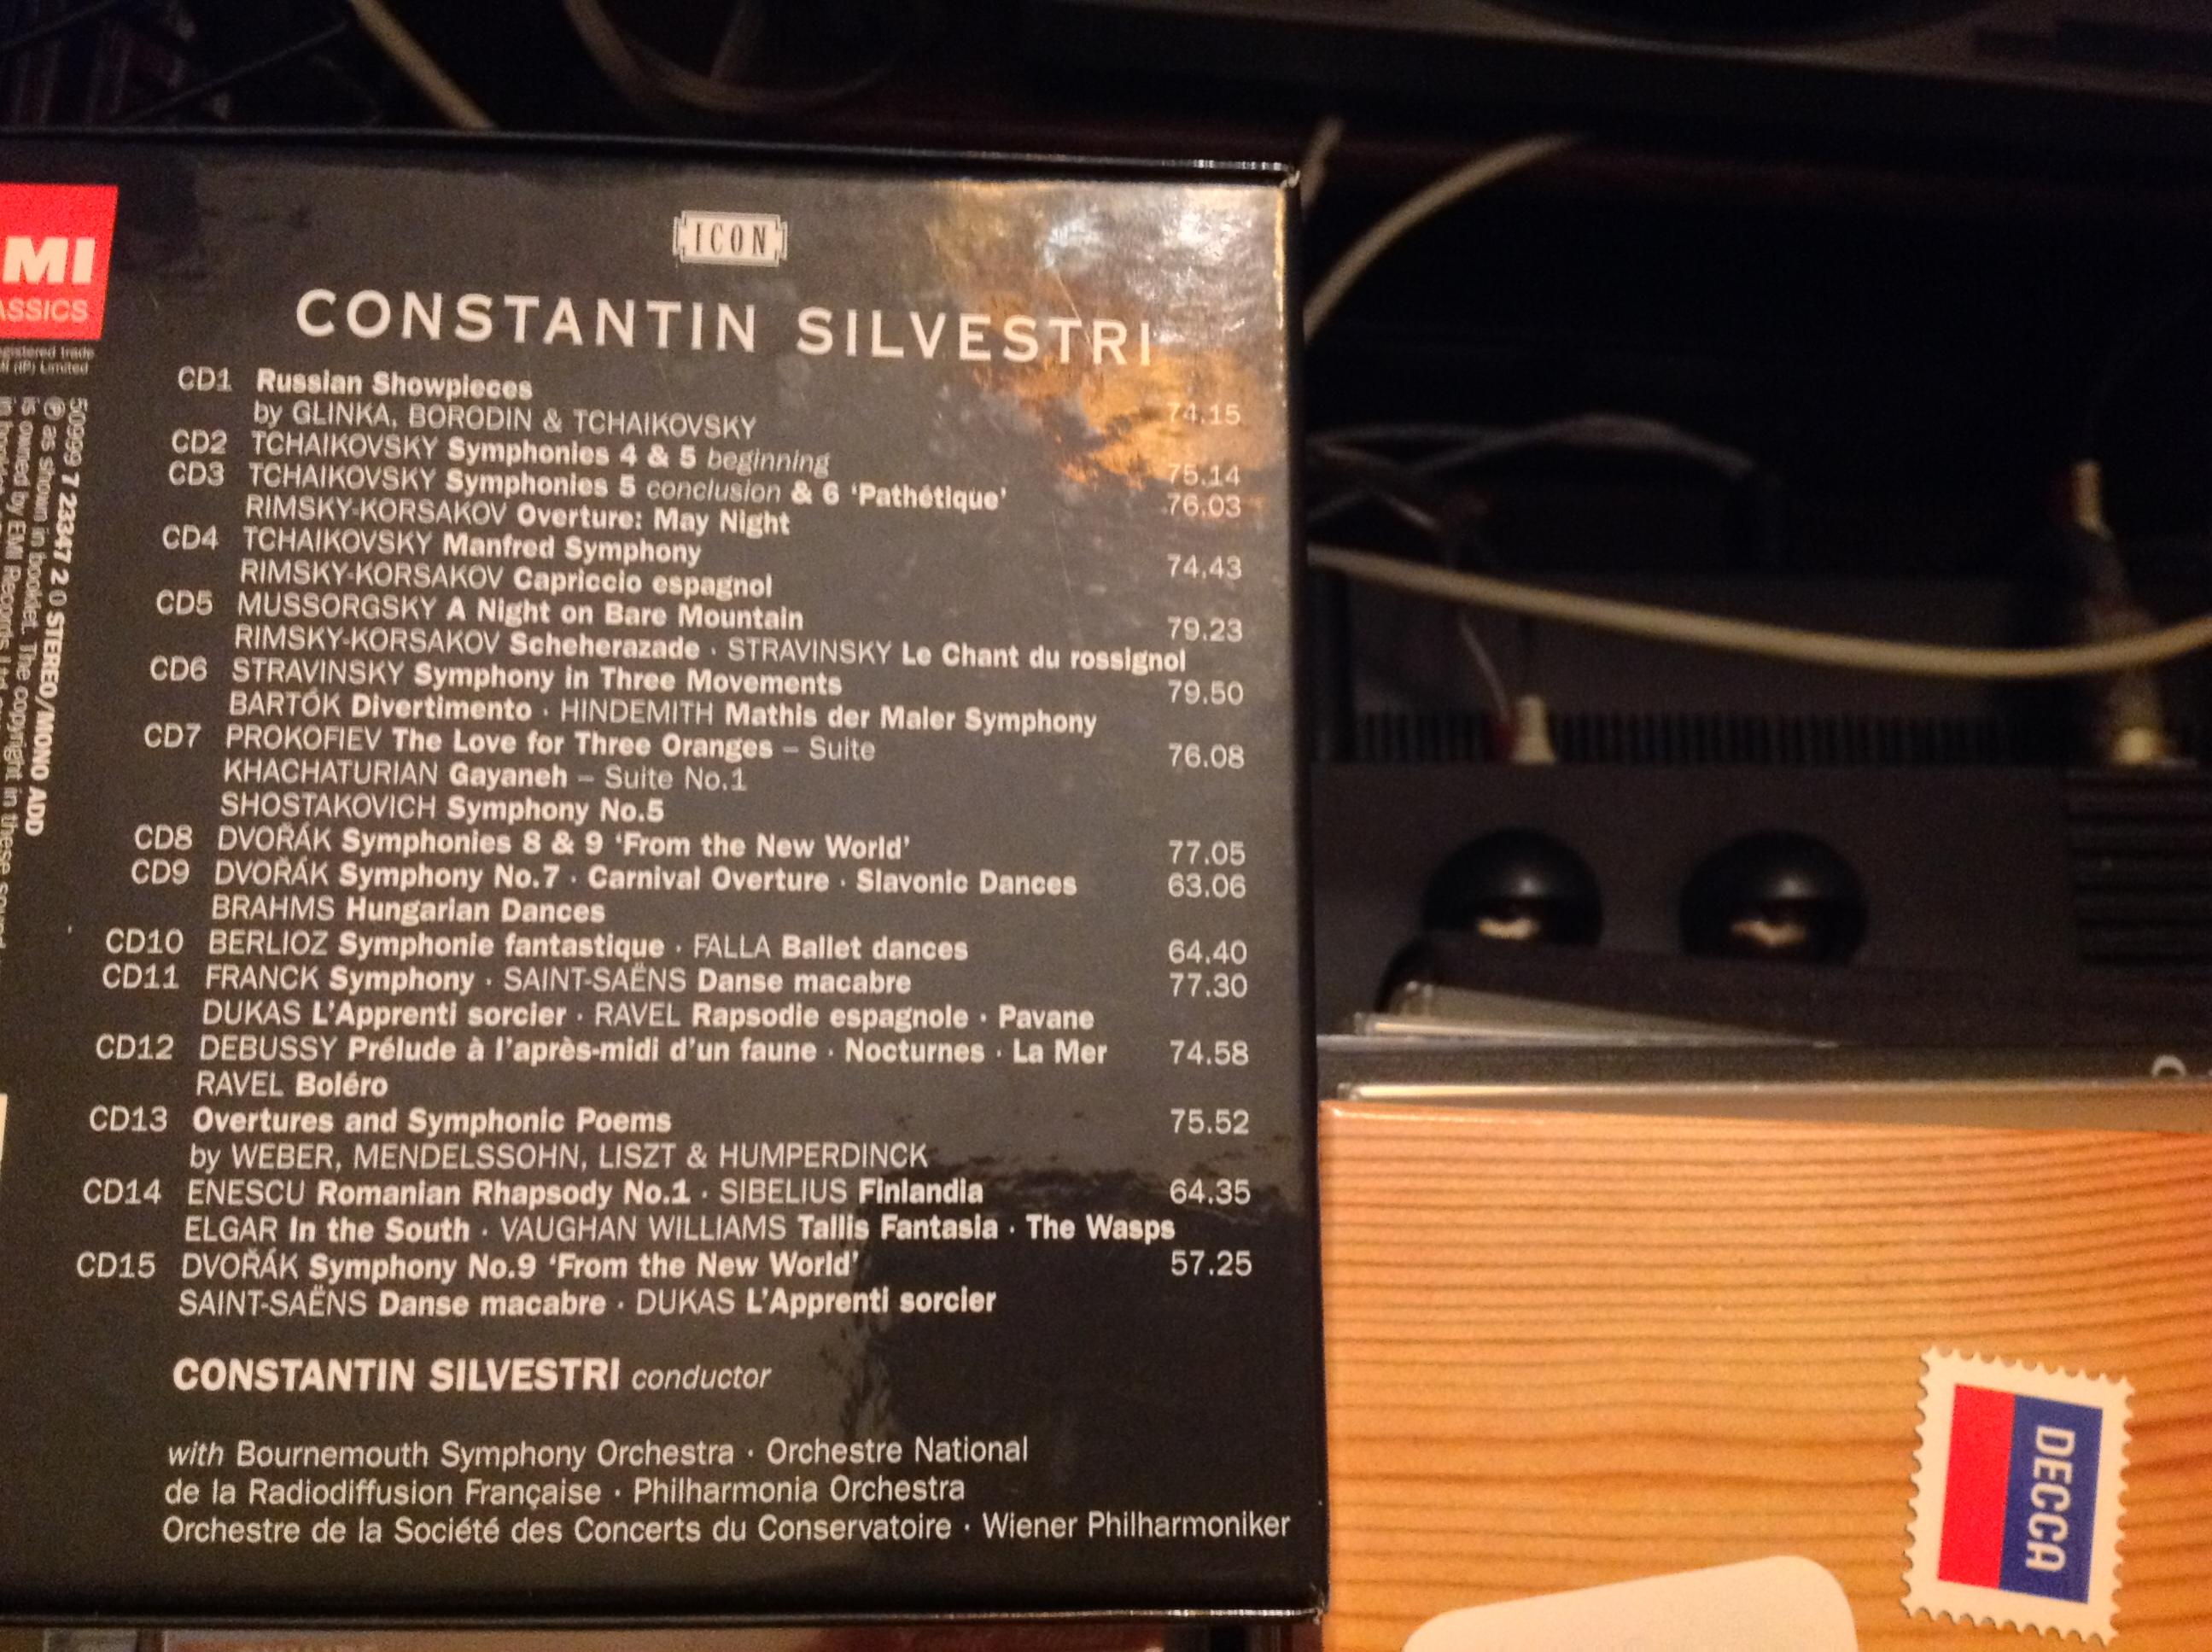 ICON
CONSTANTIN SILVESTRI
CD1 Russian Showpieces
by GLINKA, BORODIN & TCHAIKOVSKY 74.15
CD2 TCHAIKOVSKY Symphonies 4 & 5 beginning 75.14
CD3 TCHAIKOVSKY Symphonies 5 conclusion & 6 ‘Pathétique’ 76.03
RIMSKY-KORSAKOV Overture: May Night
CD4 TCHAIKOVSKY Manfred Symphony 74.43
RIMSKY-KORSAKOV Capriccio espagnol
CD5 MUSSORGSKY A Night on Bare Mountain 79.23
RIMSKY-KORSAKOV Scheherazade · STRAVINSKY Le Chant du rossignol
CD6 STRAVINSKY Symphony in Three Movements 79.50
BARTÓK Divertimento · HINDEMITH Mathis der Maler Symphony
CD7 PROKOFIEV The Love for Three Oranges – Suite 76.08
KHACHATURIAN Gayaneh – Suite No.1
SHOSTAKOVICH Symphony No.5
CD8 DVOŘÁK Symphonies 8 & 9 ‘From the New World’ 77.05
CD9 DVOŘÁK Symphony No.7 · Carnival Overture · Slavonic Dances 63.06
BRAHMS Hungarian Dances
CD10 BERLIOZ Symphonie fantastique · FALLA Ballet dances 64.40
CD11 FRANCK Symphony · SAINT-SAËNS Danse macabre 77.30
DUKAS L’Apprenti sorcier · RAVEL Rapsodie espagnole · Pavane
CD12 DEBUSSY Prélude à l’après-midi d’un faune · Nocturnes · La Mer 74.58
RAVEL Boléro
CD13 Overtures and Symphonic Poems 75.52
by WEBER, MENDELSSOHN, LISZT & HUMPERDINCK
CD14 ENESCU Romanian Rhapsody No.1 · SIBELIUS Finlandia 64.35
ELGAR In the South · VAUGHAN WILLIAMS Tallis Fantasia · The Wasps
CD15 DVOŘÁK Symphony No.9 ‘From the New World’ 57.25
SAINT-SAËNS Danse macabre · DUKAS L’Apprenti sorcier
CONSTANTIN SILVESTRI conductor
with Bournemouth Symphony Orchestra · Orchestre National
de la Radiodiffusion Française · Philharmonia Orchestra
Orchestre de la Société des Concerts du Conservatoire · Wiener Philharmoniker
MI
ASSICS
gistered trade
MI (IP) Limited
50999 7 23347 2 0 STEREO/MONO ADD
℗ as shown in booklet. The copyright in these sound
is owned by EMI Records Ltd
DECCA